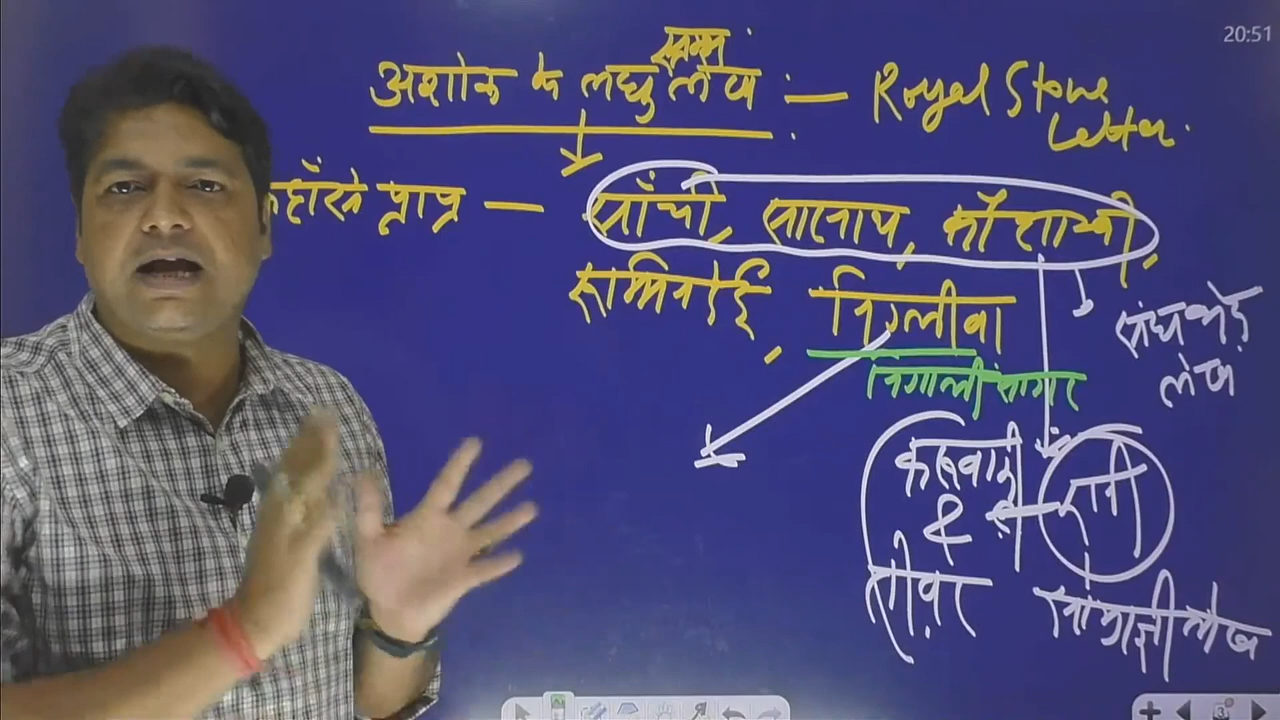 20:51
स्तम्भ
अशोक के लघु लेख :— Royal Stone
Letter.
कहाँ से प्राप्त — साँची, सारनाथ, कौशाम्बी,
रूम्मिनदेई, निग्लीवा
संघभेद
लेख
निगाली सागर
कारूवाकी
&
तीवर
रानी
रानी का लेख